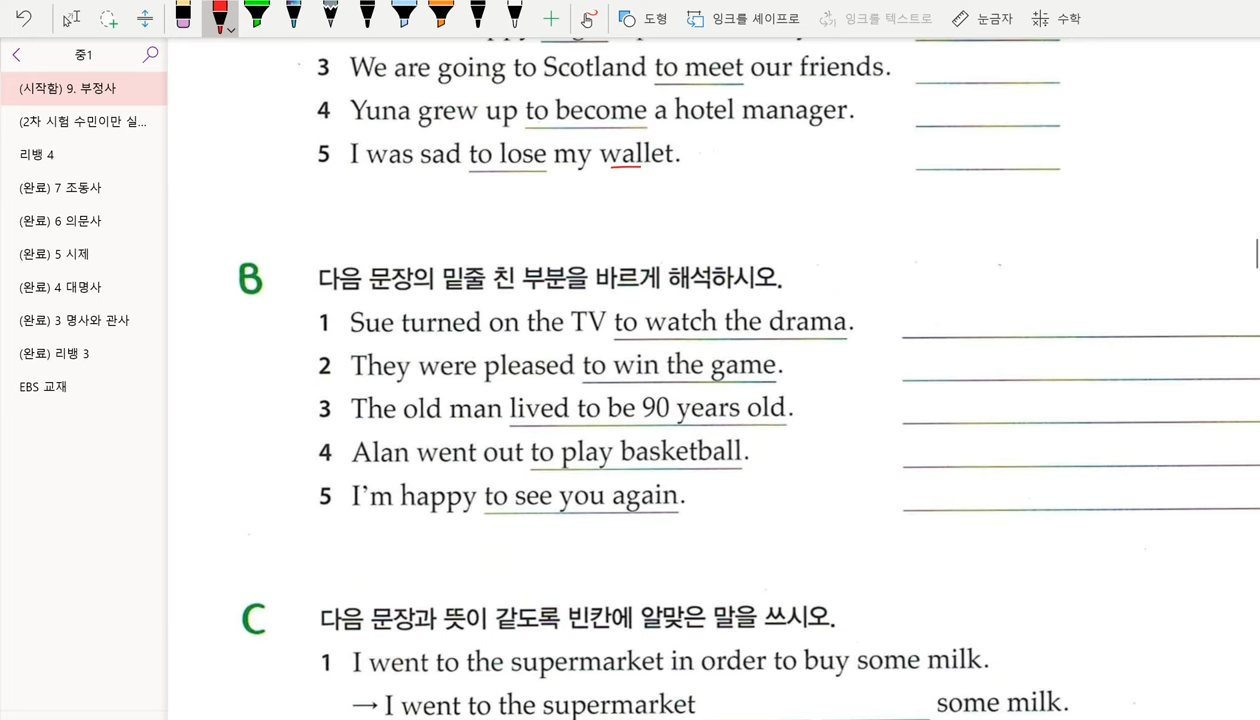 도형
잉크를 셰이프로
잉크를 텍스트로
눈금자
수학
중1
(시작함) 9. 부정사
(2차 시험 수민이만 실...
리뱅 4
(완료) 7 조동사
(완료) 6 의문사
(완료) 5 시제
(완료) 4 대명사
(완료) 3 명사와 관사
(완료) 리뱅 3
EBS 교재
3 We are going to Scotland to meet our friends.
4 Yuna grew up to become a hotel manager.
5 I was sad to lose my wallet.
B 다음 문장의 밑줄 친 부분을 바르게 해석하시오.
1 Sue turned on the TV to watch the drama.
2 They were pleased to win the game.
3 The old man lived to be 90 years old.
4 Alan went out to play basketball.
5 I'm happy to see you again.
C 다음 문장과 뜻이 같도록 빈칸에 알맞은 말을 쓰시오.
1 I went to the supermarket in order to buy some milk.
→ I went to the supermarket some milk.